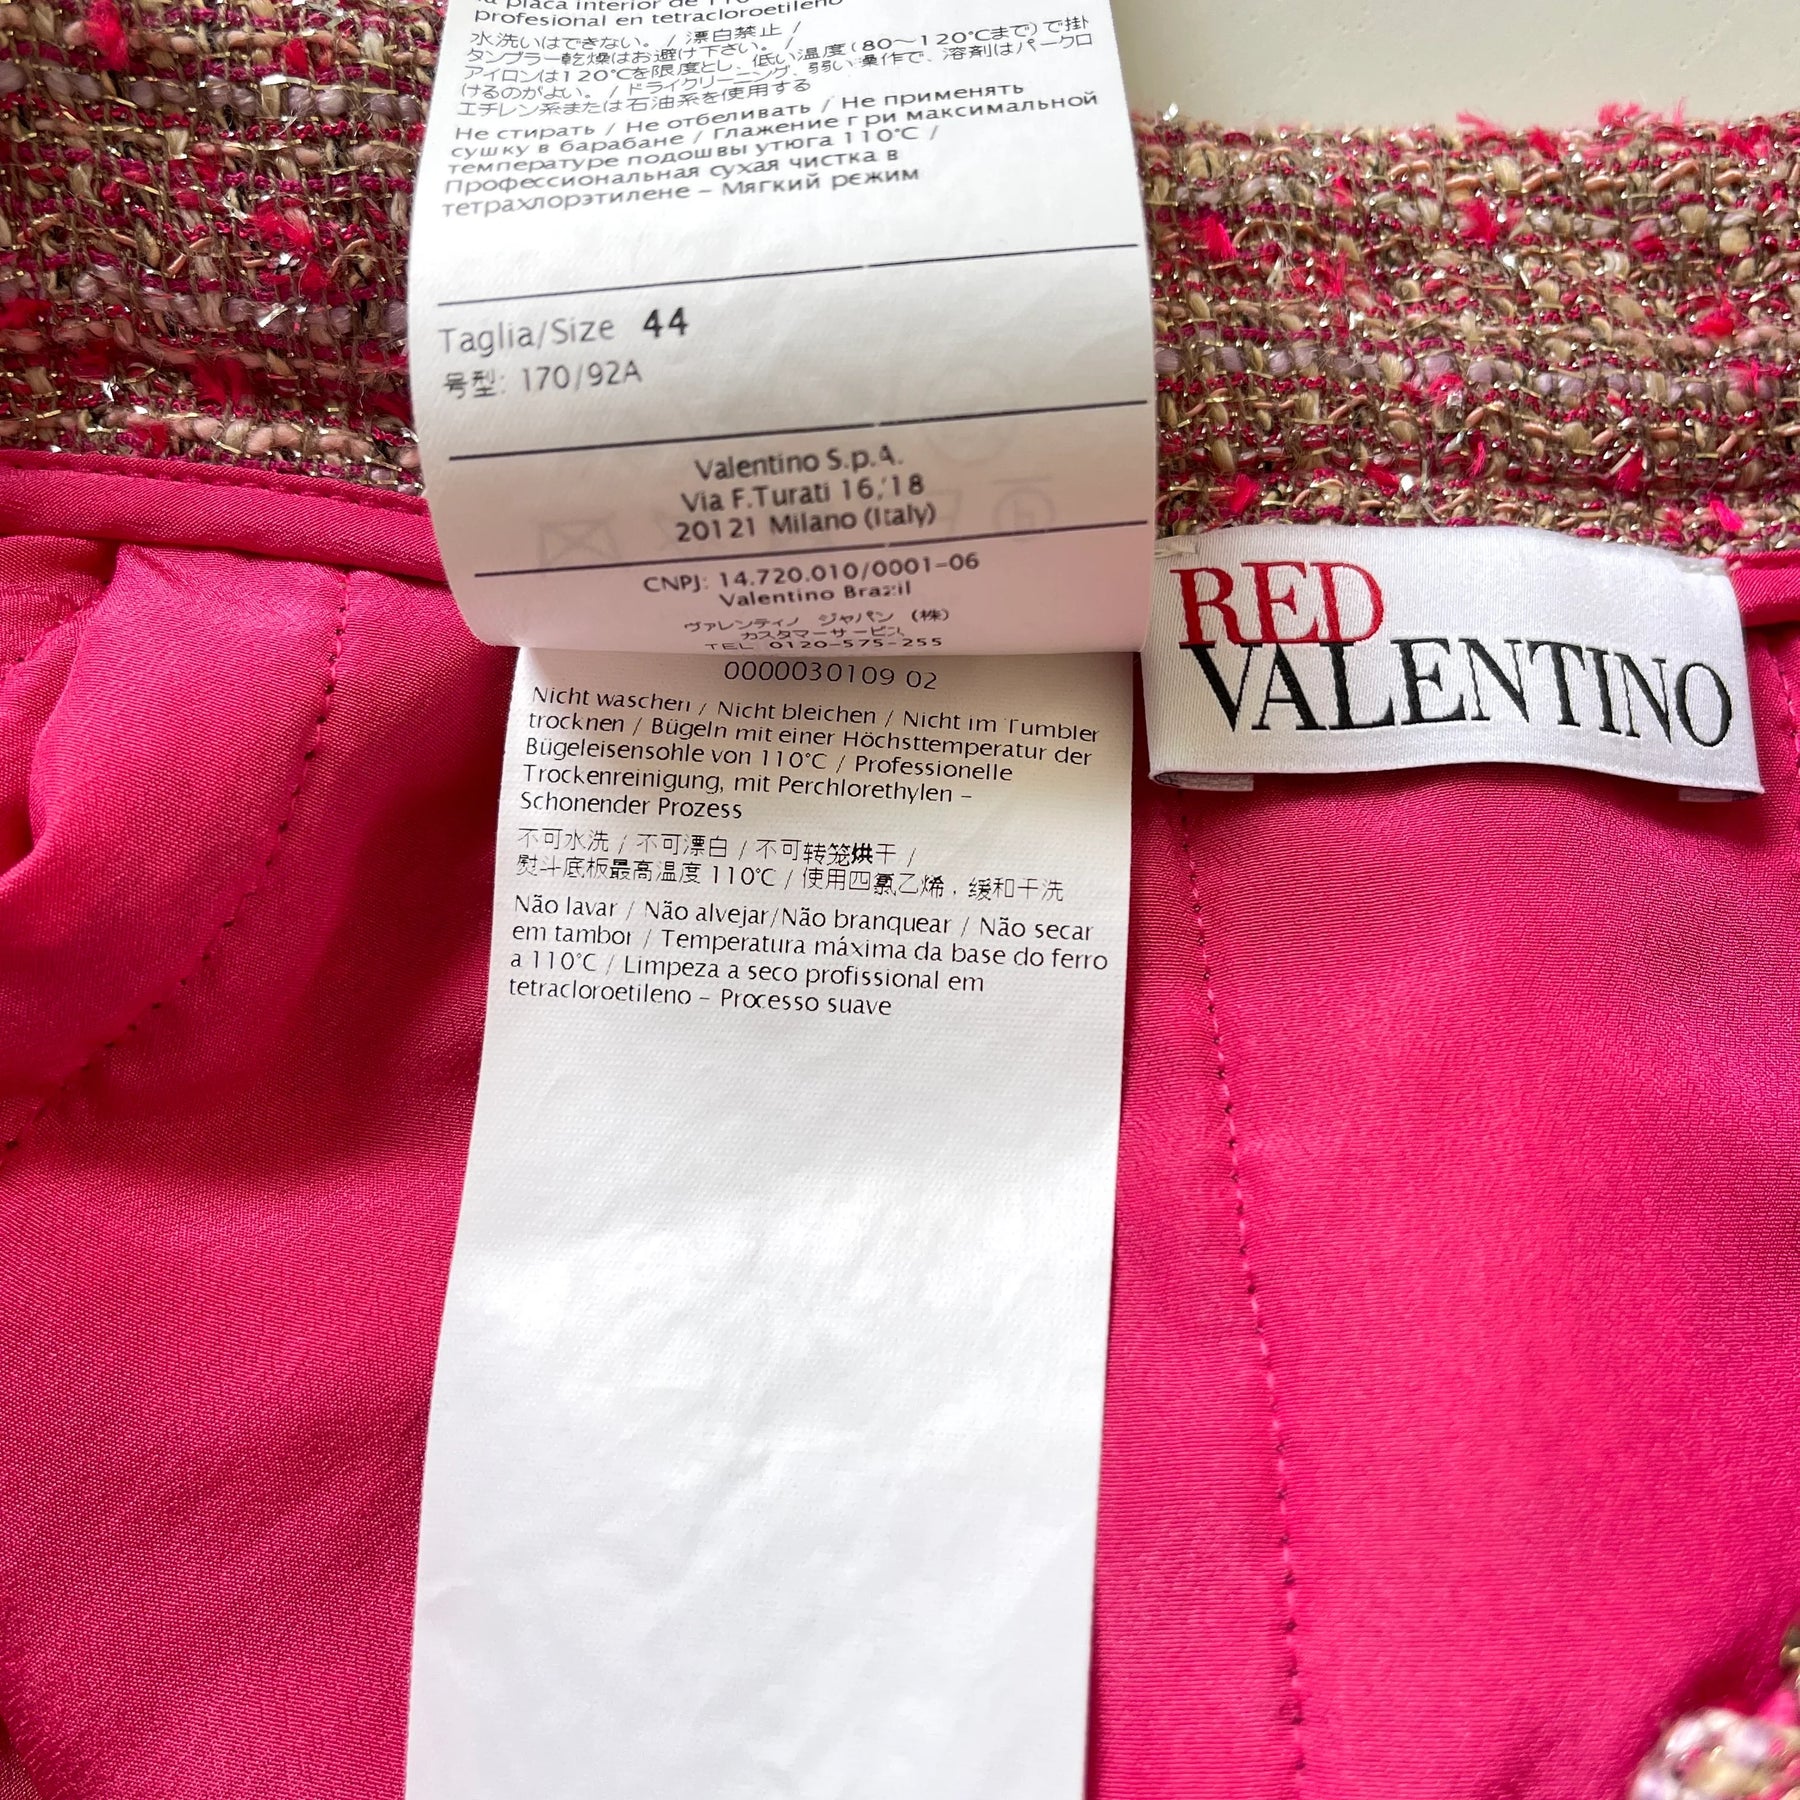 la placa interior de 110
profesional en tetracloroetileno
水洗いはできない。 / 漂白禁止 /
タンブラー乾燥はお避け下さい。 /
アイロンは120℃を限度とし、低い温度(80～120℃まで)で掛
けるのがよい。 / ドライクリーニング、弱い操作で、溶剤はパークロ
エチレン系または石油系を使用する
Не стирать / Не отбеливать / Не применять
сушку в барабане / Глажение при максимальной
температуре подошвы утюга 110°C /
Профессиональная сухая чистка в
тетрахлорэтилене – Мягкий режим
Taglia/Size 44
号型: 170/92A
Valentino S.p.A.
Via F.Turati 16/18
20121 Milano (Italy)
CNPJ: 14.720.010/0001-06
Valentino Brazil
ヴァレンティノ ジャパン (株)
カスタマーサービス
TEL 0120-575-255
0000030109 02
Nicht waschen / Nicht bleichen / Nicht im Tumbler
trocknen / Bügeln mit einer Höchsttemperatur der
Bügeleisensohle von 110°C / Professionelle
Trockenreinigung, mit Perchlorethylen –
Schonender Prozess
不可水洗 / 不可漂白 / 不可转笼烘干 /
熨斗底板最高温度 110℃ / 使用四氯乙烯，缓和干洗
Não lavar / Não alvejar/Não branquear / Não secar
em tambor / Temperatura máxima da base do ferro
a 110°C / Limpeza a seco profissional em
tetracloroetileno – Processo suave
RED
VALENTINO